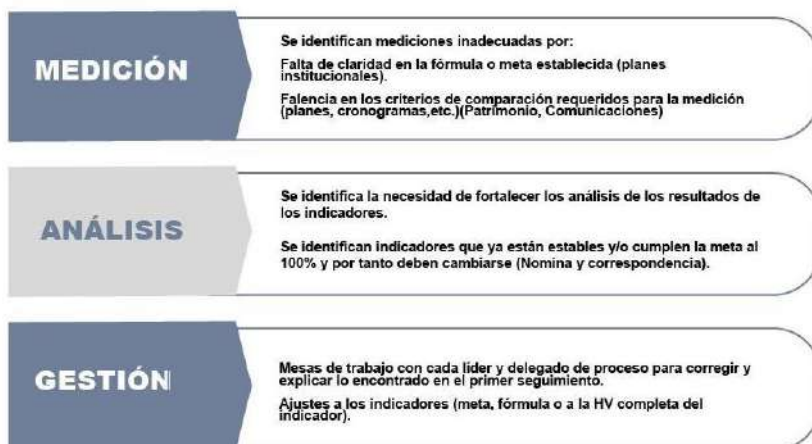 MEDICIÓN
Se identifican mediciones inadecuadas por:
Falta de claridad en la fórmula o meta establecida (planes
institucionales).
Falencia en los criterios de comparación requeridos para la medición
(planes, cronogramas,etc.)(Patrimonio, Comunicaciones)
ANÁLISIS
Se identifica la necesidad de fortalecer los análisis de los resultados de
los indicadores.
Se identifican indicadores que ya están estables y/o cumplen la meta al
100% y por tanto deben cambiarse (Nomina y correspondencia).
GESTIÓN
Mesas de trabajo con cada líder y delegado de proceso para corregir y
explicar lo encontrado en el primer seguimiento.
Ajustes a los indicadores (meta, fórmula o a la HV completa del
indicador).